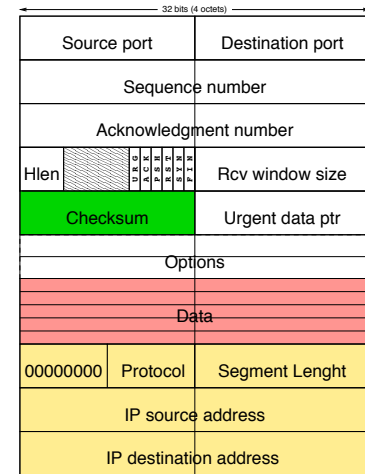 32 bits (4 octets)
Source port Destination port
Sequence number
Acknowledgment number
Hlen URG ACK PSH RST SYN FIN Rcv window size
Checksum Urgent data ptr
Options
Data
00000000 Protocol Segment Lenght
IP source address
IP destination address